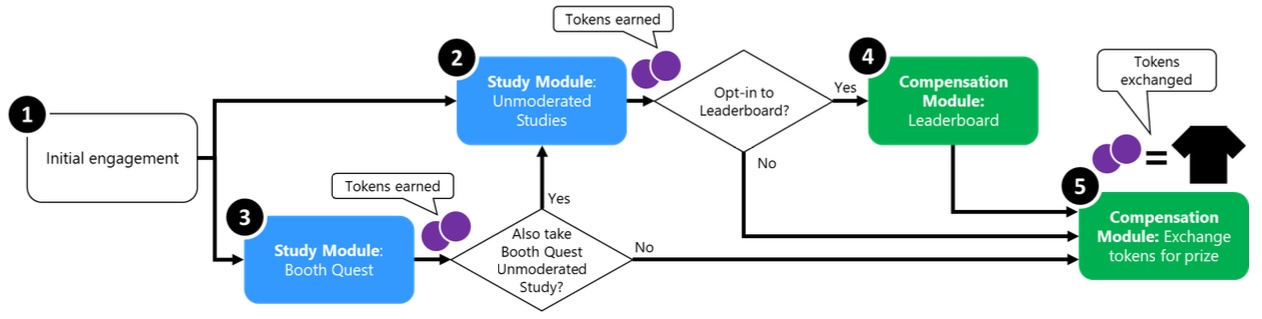 1
Initial engagement
2
Study Module:
Unmoderated
Studies
Tokens earned
Opt-in to
Leaderboard?
Yes
No
4
Compensation
Module:
Leaderboard
3
Study Module:
Booth Quest
Tokens earned
Also take
Booth Quest
Unmoderated
Study?
Yes
No
Tokens
exchanged
=
5
Compensation
Module: Exchange
tokens for prize